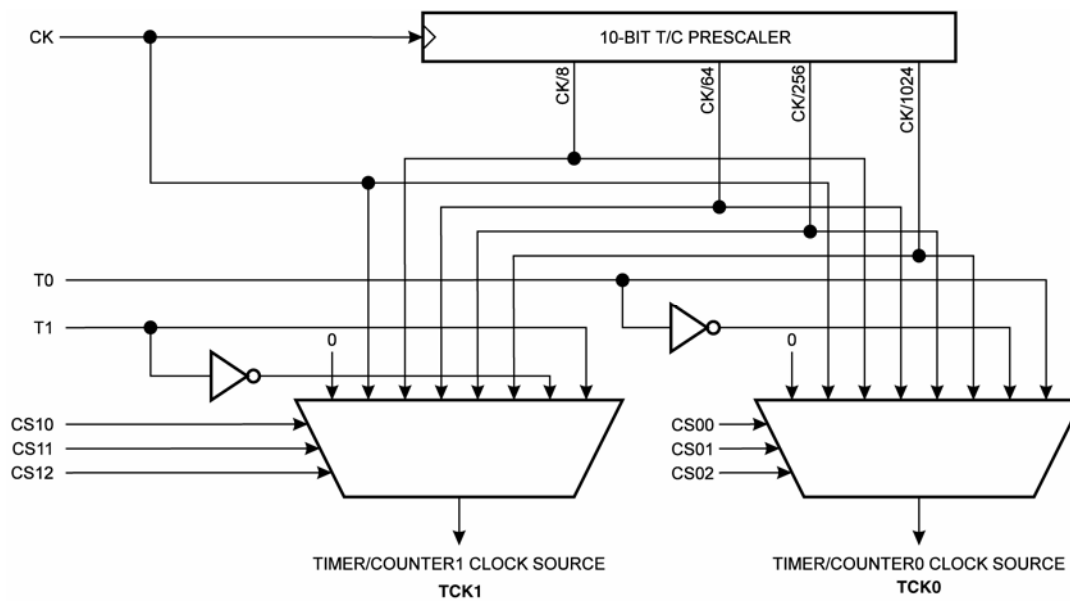 CK
10-BIT T/C PRESCALER
CK/8
CK/64
CK/256
CK/1024
T0
T1
0
0
CS10
CS11
CS12
CS00
CS01
CS02
TIMER/COUNTER1 CLOCK SOURCE
TCK1
TIMER/COUNTER0 CLOCK SOURCE
TCK0